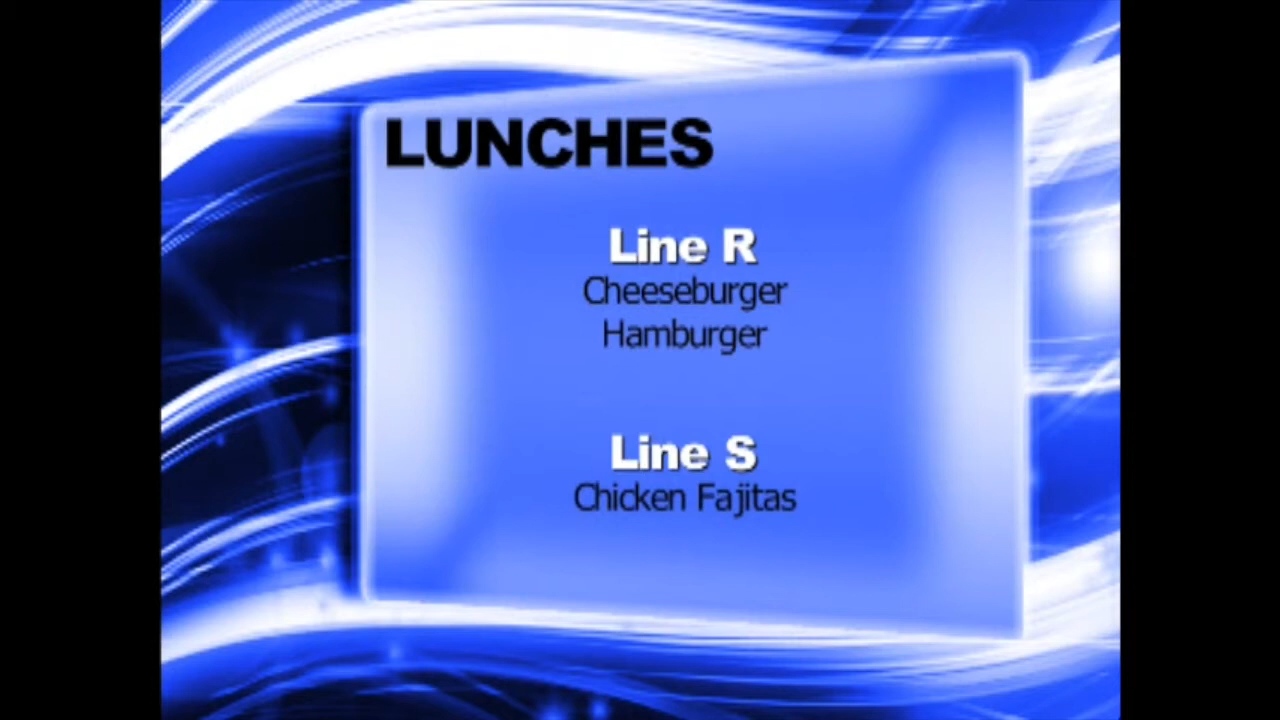 LUNCHES
Line R
Cheeseburger
Hamburger
Line S
Chicken Fajitas